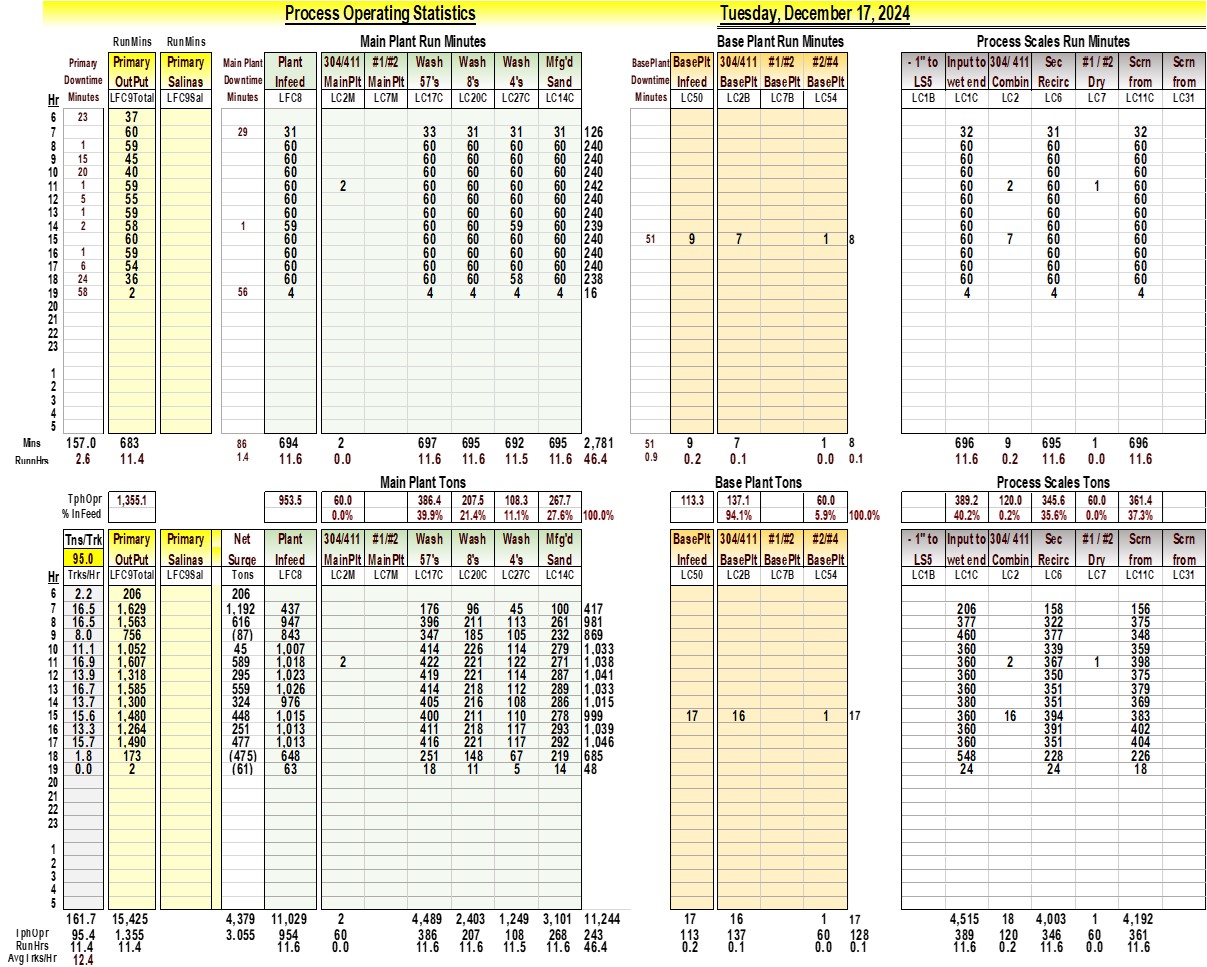 Process Operating Statistics Tuesday, December 17, 2024
RunMins RunMins Main Plant Run Minutes Base Plant Run Minutes Process Scales Run Minutes
Primary Primary Primary Main Plant Plant 304/411 #1/#2 Wash Wash Wash Mfg'd BasePlant BasePlt 304/411 #1/#2 #2/#4 - 1" to Input to 304/ 411 Sec #1 / #2 Scrn Scrn
Downtime OutPut Salinas Downtime Infeed MainPlt MainPlt 57's 8's 4's Sand Downtime Infeed BasePlt BasePlt BasePlt LS5 wet end Combin Recirc Dry from from
Hr Minutes LFC9Total LFC9Sal Minutes LFC8 LC2M LC7M LC17C LC20C LC27C LC14C Minutes LC50 LC2B LC7B LC54 LC1B LC1C LC2 LC6 LC7 LC11C LC31
6 23 37
7 60 29 31 33 31 31 31 126 32 31 32
8 1 59 60 60 60 60 60 240 60 60 60
9 15 45 60 60 60 60 60 240 60 60 60
10 20 40 60 60 60 60 60 240 60 60 60
11 1 59 60 2 60 60 60 60 242 60 2 60 1 60
12 5 55 60 60 60 60 60 240 60 60 60
13 1 59 60 60 60 60 60 240 60 60 60
14 2 58 1 59 60 60 59 60 239 60 60 60
15 60 60 60 60 60 60 240 51 9 7 1 8 60 7 60 60
16 1 59 60 60 60 60 60 240 60 60 60
17 6 54 60 60 60 60 60 240 60 60 60
18 24 36 60 60 60 58 60 238 60 60 60
19 58 2 56 4 4 4 4 4 16 4 4 4
20
21
22
23
1
2
3
4
5
Mins 157.0 683 86 694 2 697 695 692 695 2,781 51 9 7 1 8 696 9 695 1 696
RunnHrs 2.6 11.4 1.4 11.6 0.0 11.6 11.6 11.5 11.6 46.4 0.9 0.2 0.1 0.0 0.1 11.6 0.2 11.6 0.0 11.6
Main Plant Tons Base Plant Tons Process Scales Tons
TphOpr 1,355.1 953.5 60.0 386.4 207.5 108.3 267.7 113.3 137.1 60.0 389.2 120.0 345.6 60.0 361.4
% InFeed 0.0% 39.9% 21.4% 11.1% 27.6% 100.0% 94.1% 5.9% 100.0% 40.2% 0.2% 35.6% 0.0% 37.3%
Tns/Trk Primary Primary Net Plant 304/411 #1/#2 Wash Wash Wash Mfg'd BasePlt 304/411 #1/#2 #2/#4 - 1" to Input to 304/ 411 Sec #1 / #2 Scrn Scrn
95.0 OutPut Salinas Surge Infeed MainPlt MainPlt 57's 8's 4's Sand Infeed BasePlt BasePlt BasePlt LS5 wet end Combin Recirc Dry from from
Hr Trks/Hr LFC9Total LFC9Sal Tons LFC8 LC2M LC7M LC17C LC20C LC27C LC14C LC50 LC2B LC7B LC54 LC1B LC1C LC2 LC6 LC7 LC11C LC31
6 2.2 206 206
7 16.5 1,629 1,192 437 176 96 45 100 417 206 158 156
8 16.5 1,563 616 947 396 211 113 261 981 377 322 375
9 8.0 756 (87) 843 347 185 105 232 869 460 377 348
10 11.1 1,052 45 1,007 414 226 114 279 1,033 360 339 359
11 16.9 1,607 589 1,018 2 422 221 122 271 1,038 360 2 367 1 398
12 13.9 1,318 295 1,023 419 221 114 287 1,041 360 350 375
13 16.7 1,585 559 1,026 414 218 112 289 1,033 360 351 379
14 13.7 1,300 324 976 405 216 108 286 1,015 380 351 369
15 15.6 1,480 448 1,015 400 211 110 278 999 17 16 1 17 360 16 394 383
16 13.3 1,264 251 1,013 411 218 117 293 1,039 360 391 402
17 15.7 1,490 477 1,013 416 221 117 292 1,046 360 351 404
18 1.8 173 (475) 648 251 148 67 219 685 548 228 226
19 0.0 2 (61) 63 18 11 5 14 48 24 24 18
20
21
22
23
1
2
3
4
5
161.7 15,425 4,379 11,029 2 4,489 2,403 1,249 3,101 11,244 17 16 1 17 4,515 18 4,003 1 4,192
TphOpr 95.4 1,355 3.055 954 60 386 207 108 268 243 113 137 60 128 389 120 346 60 361
RunHrs 11.4 11.4 11.6 0.0 11.6 11.6 11.5 11.6 46.4 0.2 0.1 0.0 0.1 11.6 0.2 11.6 0.0 11.6
AvgTrks/Hr 12.4